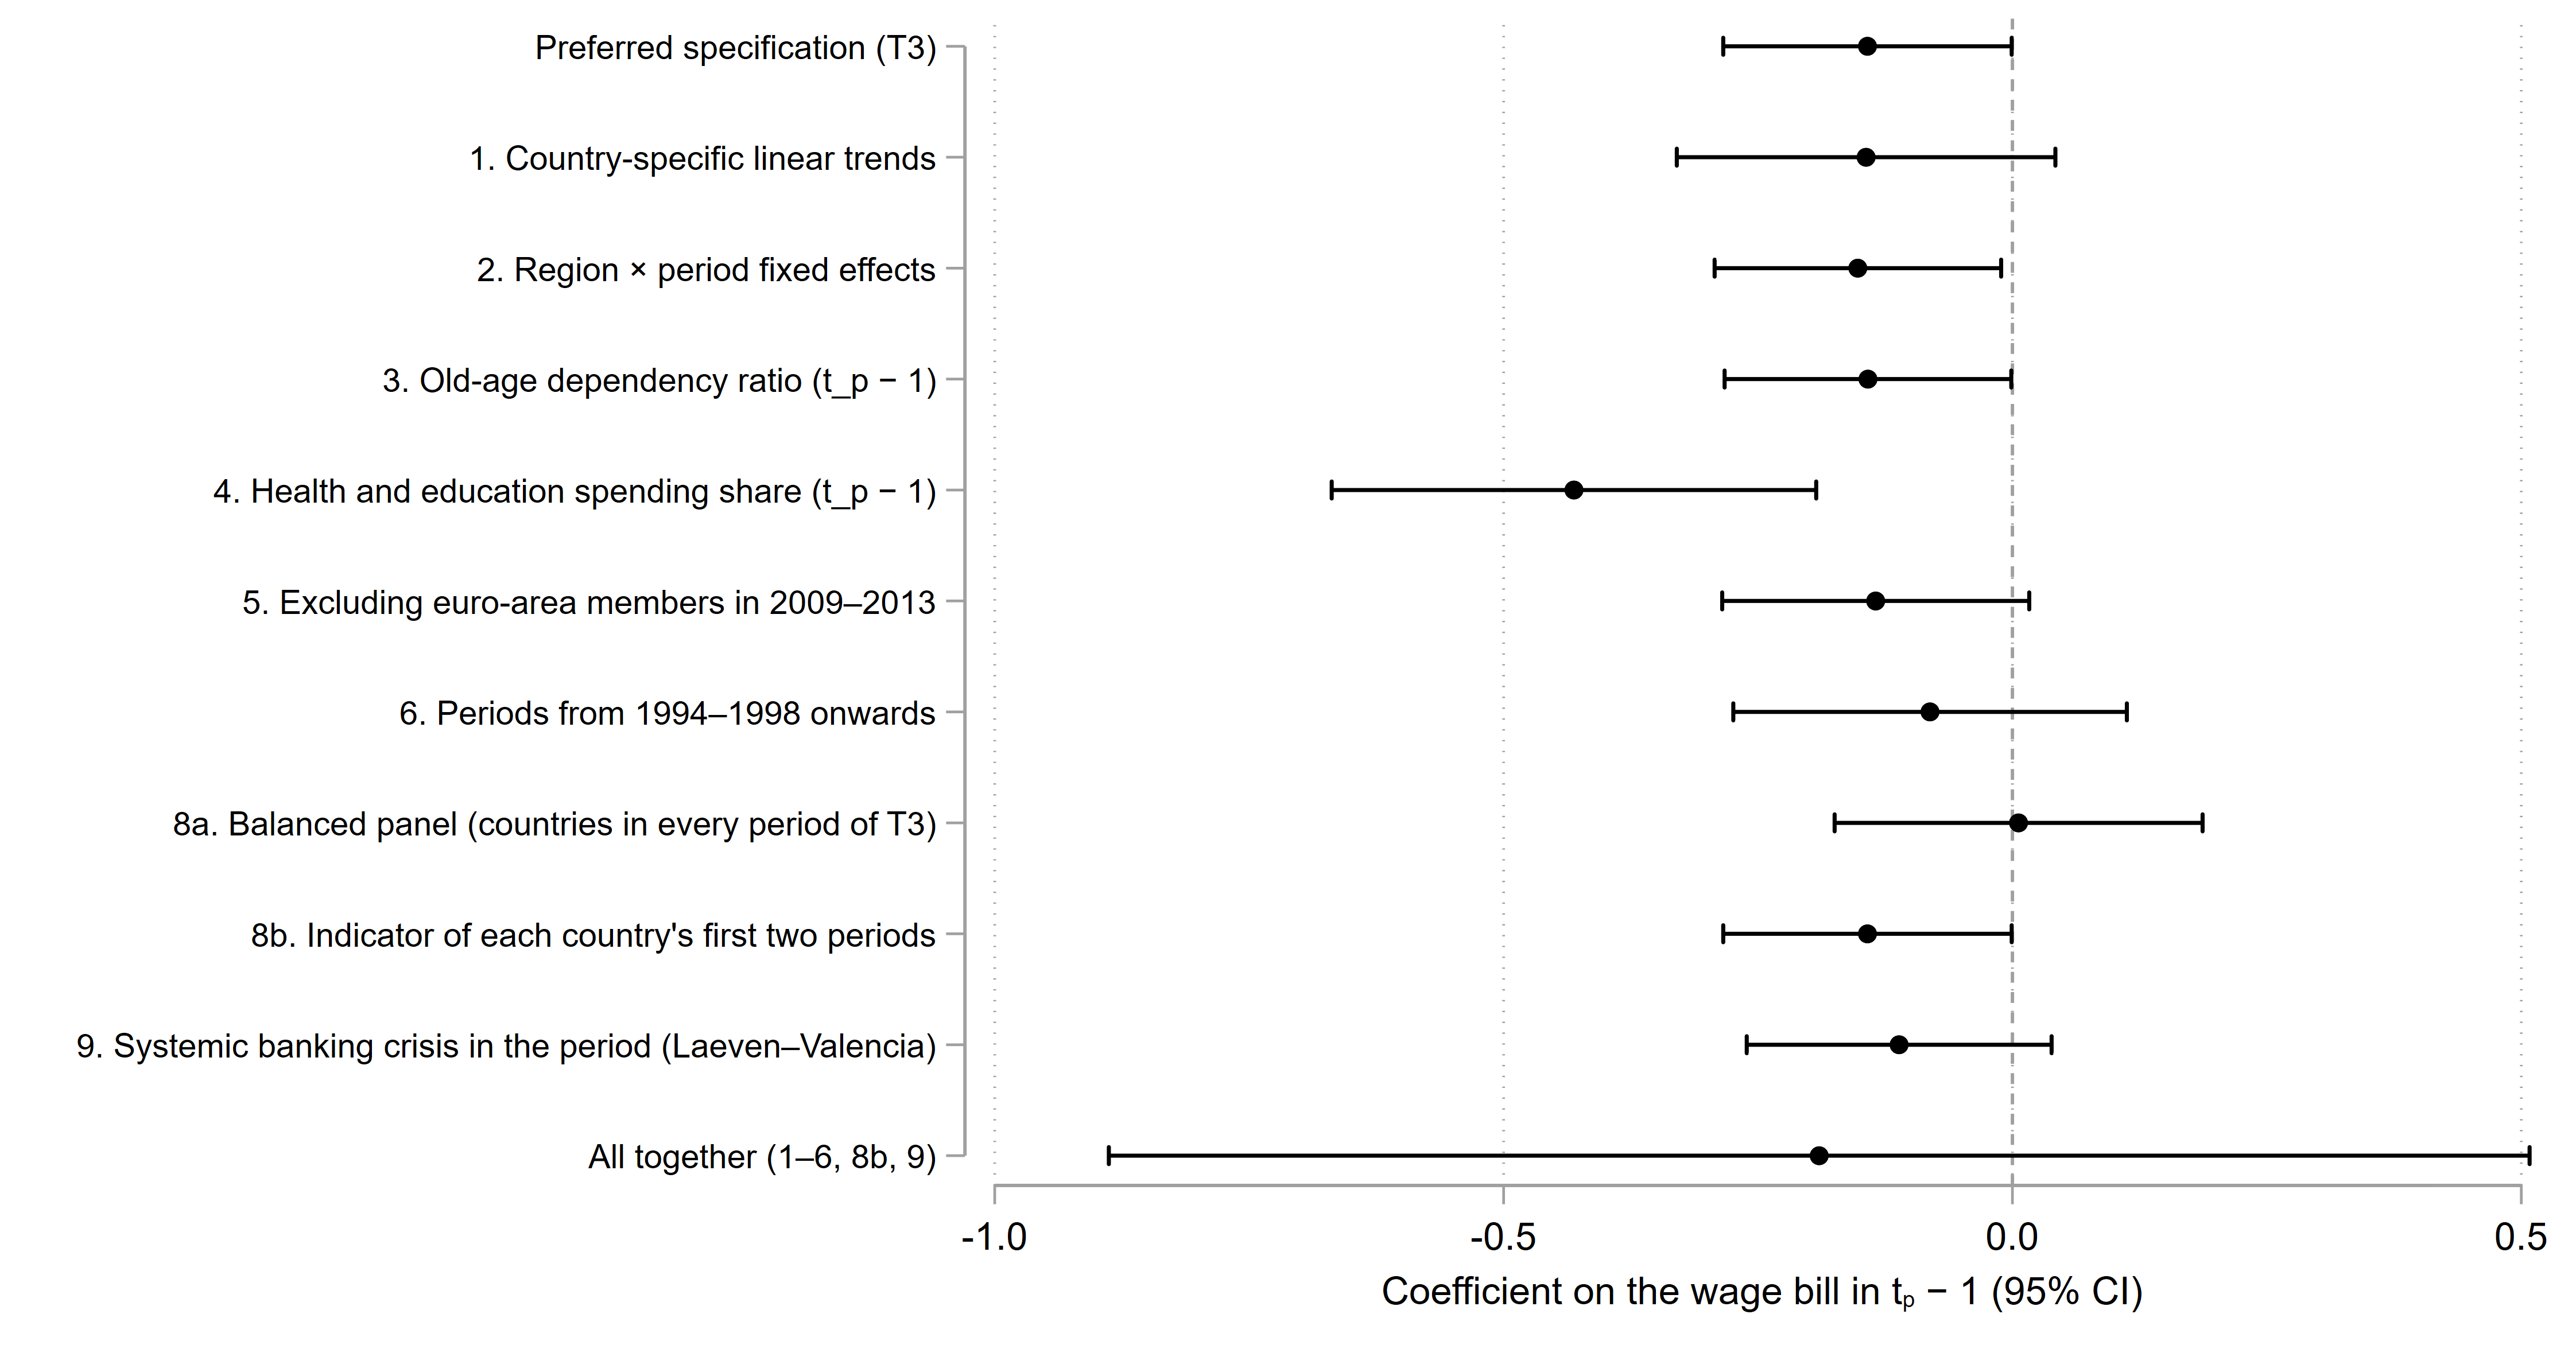 Preferred specification (T3)
1. Country-specific linear trends
2. Region × period fixed effects
3. Old-age dependency ratio (t_p − 1)
4. Health and education spending share (t_p − 1)
5. Excluding euro-area members in 2009–2013
6. Periods from 1994–1998 onwards
8a. Balanced panel (countries in every period of T3)
8b. Indicator of each country's first two periods
9. Systemic banking crisis in the period (Laeven–Valencia)
All together (1–6, 8b, 9)
-1.0 -0.5 0.0 0.5
Coefficient on the wage bill in tₚ − 1 (95% CI)